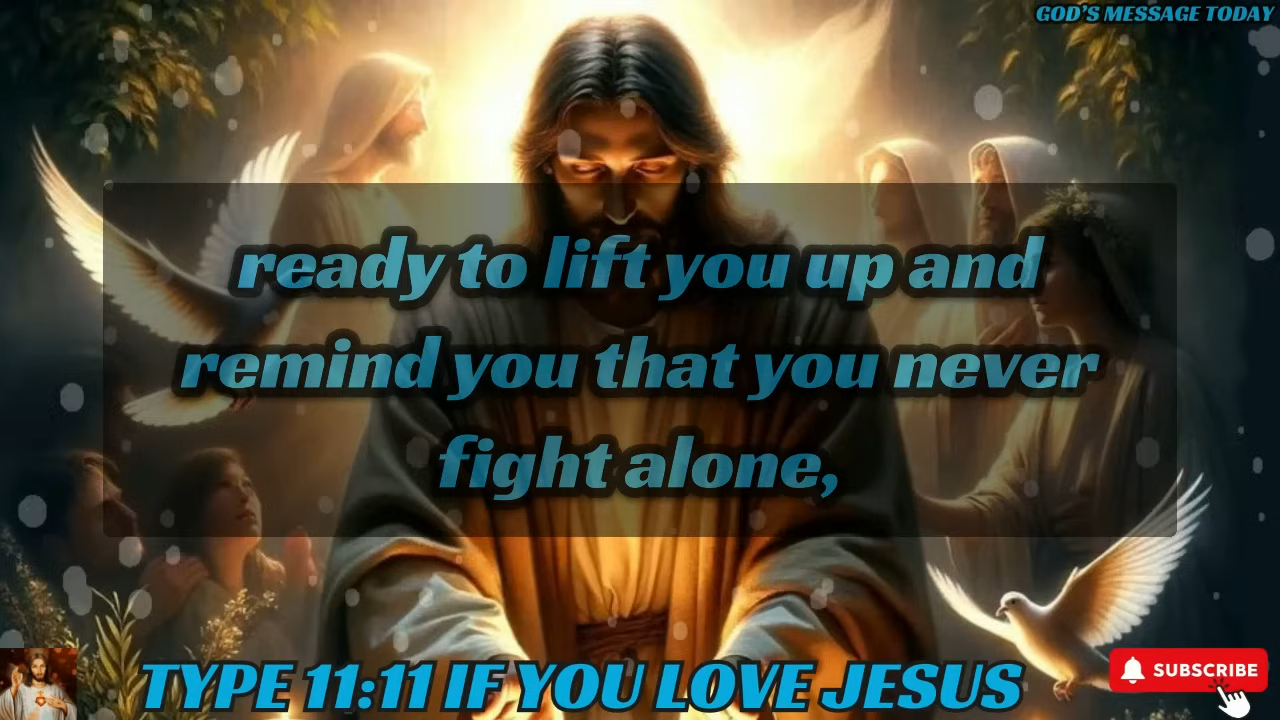 GOD'S MESSAGE TODAY
ready to lift you up and
remind you that you never
fight alone,
TYPE 11:11 IF YOU LOVE JESUS
SUBSCRIBE